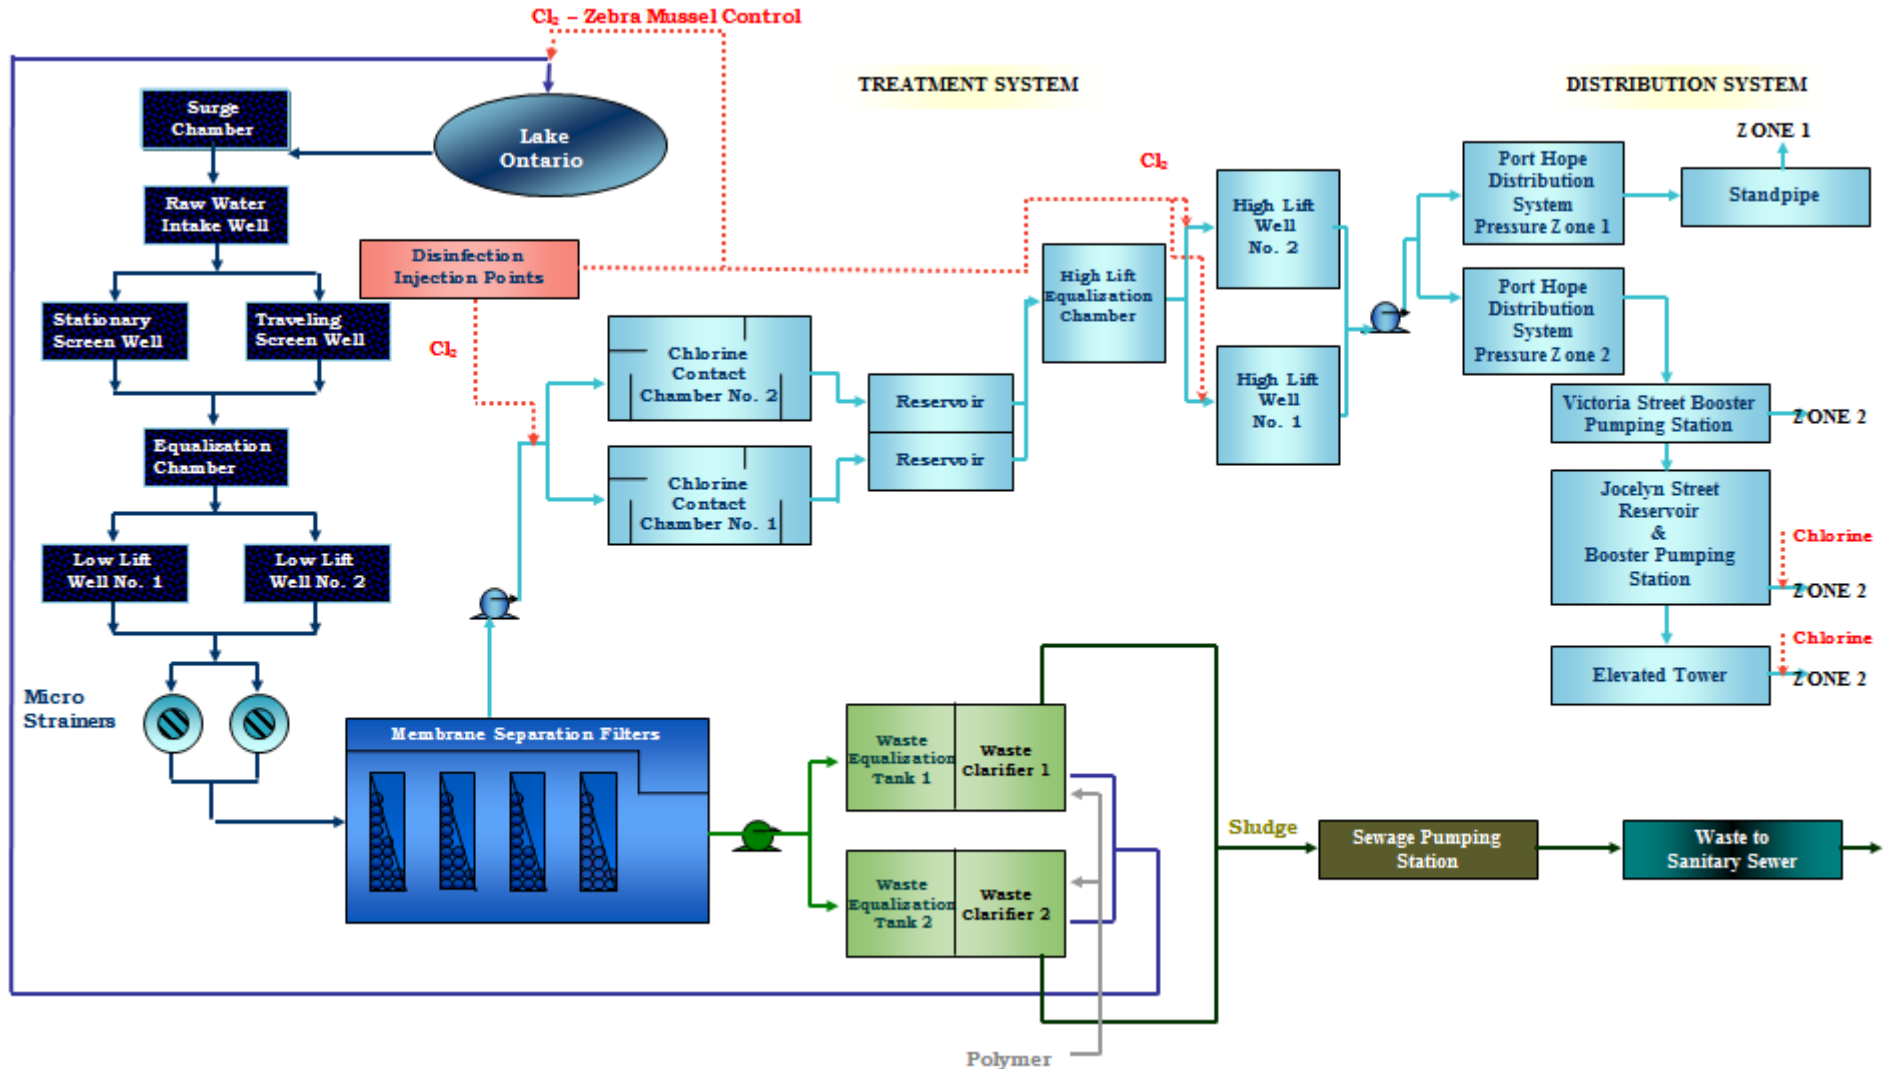 Cl₂ – Zebra Mussel Control
TREATMENT SYSTEM
DISTRIBUTION SYSTEM
Surge
Chamber
Lake
Ontario
Raw Water
Intake Well
Stationary
Screen Well
Traveling
Screen Well
Equalization
Chamber
Low Lift
Well No. 1
Low Lift
Well No. 2
Micro
Strainers
Disinfection
Injection Points
Cl₂
Membrane Separation Filters
Chlorine
Contact
Chamber No. 2
Chlorine
Contact
Chamber No. 1
Reservoir
Reservoir
High Lift
Equalization
Chamber
Cl₂
High Lift
Well
No. 2
High Lift
Well
No. 1
Port Hope
Distribution
System
Pressure Zone 1
Standpipe
ZONE 1
Port Hope
Distribution
System
Pressure Zone 2
Victoria Street Booster
Pumping Station
ZONE 2
Jocelyn Street
Reservoir
&
Booster Pumping
Station
Chlorine
ZONE 2
Elevated Tower
Chlorine
ZONE 2
Waste
Equalization
Tank 1
Waste
Clarifier 1
Waste
Equalization
Tank 2
Waste
Clarifier 2
Polymer
Sludge
Sewage Pumping
Station
Waste to
Sanitary Sewer